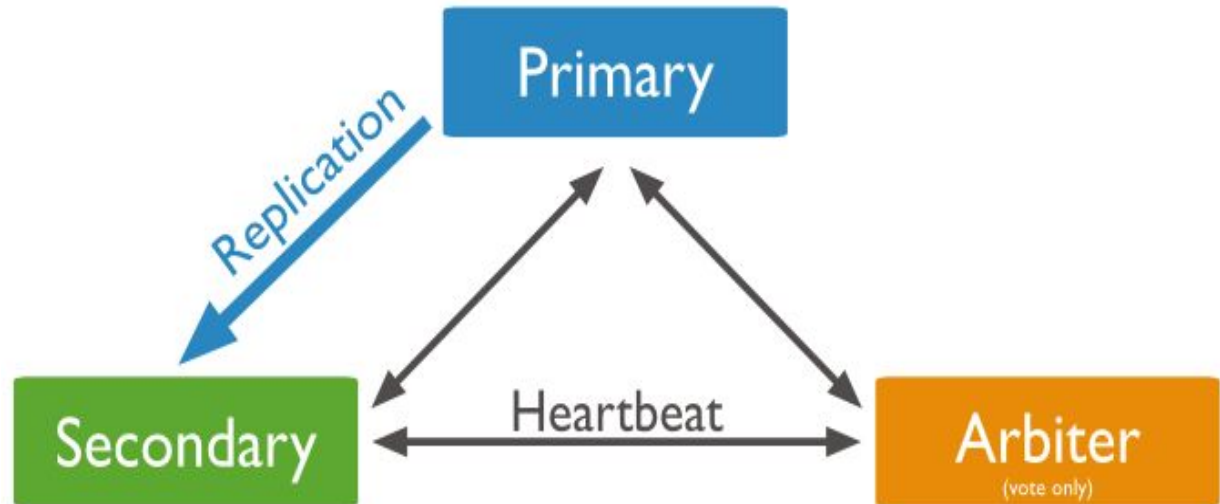 Primary
Replication
Heartbeat
Secondary
Arbiter
(vote only)